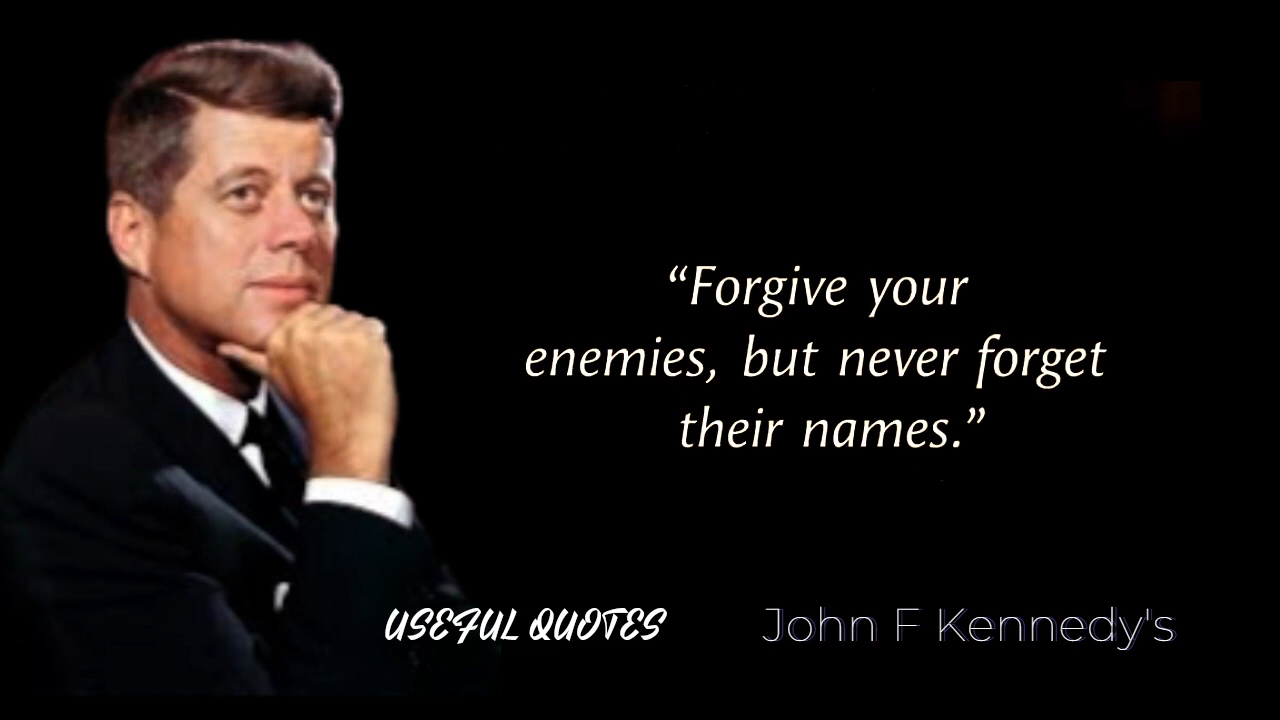 “Forgive your
enemies, but never forget
their names.”
USEFUL QUOTES
John F Kennedy's